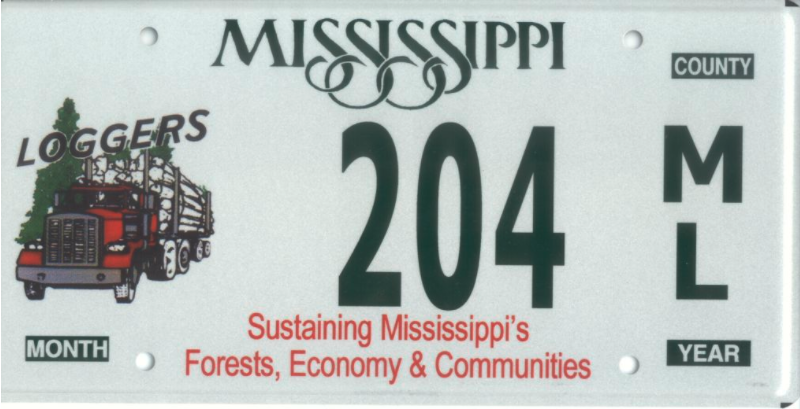 MISSISSIPPI
COUNTY
LOGGERS
204
M
L
Sustaining Mississippi's
Forests, Economy & Communities
MONTH
YEAR